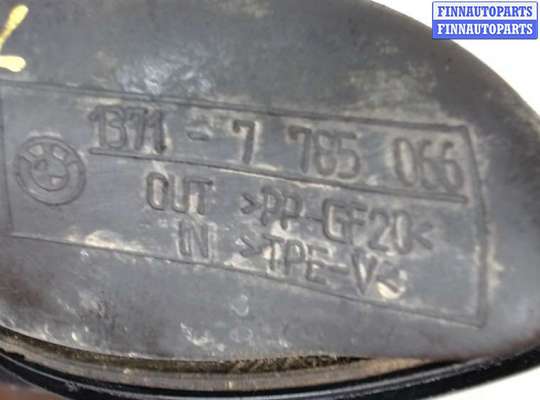 FINNAUTOPARTS
FINNAUTOPARTS
1371 - 7 785 066
OUT >PP-GF20<
IN >TPE-V<